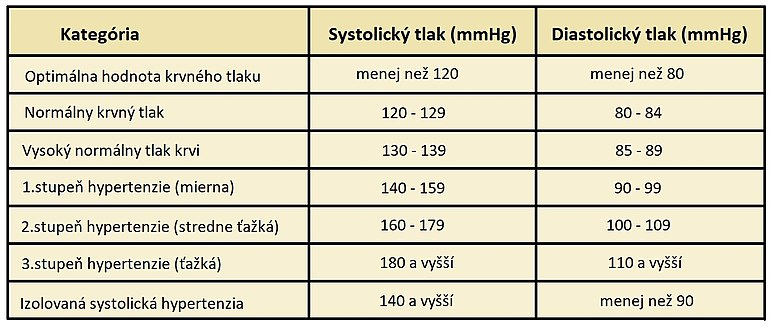 Kategória Systolický tlak (mmHg) Diastolický tlak (mmHg)
Optimálna hodnota krvného tlaku menej než 120 menej než 80
Normálny krvný tlak 120 - 129 80 - 84
Vysoký normálny tlak krvi 130 - 139 85 - 89
1.stupeň hypertenzie (mierna) 140 - 159 90 - 99
2.stupeň hypertenzie (stredne ťažká) 160 - 179 100 - 109
3.stupeň hypertenzie (ťažká) 180 a vyšší 110 a vyšší
Izolovaná systolická hypertenzia 140 a vyšší menej než 90